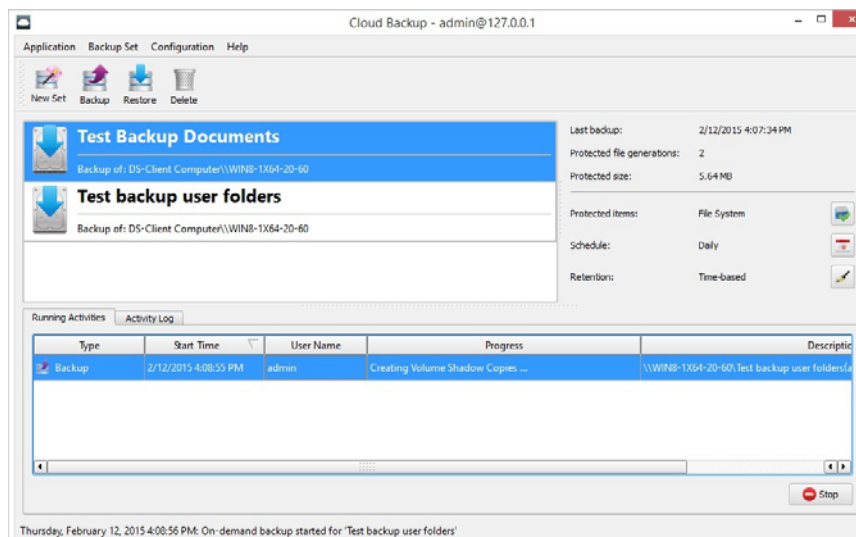 Cloud Backup - admin@127.0.0.1
Application Backup Set Configuration Help
New Set Backup Restore Delete
Test Backup Documents
Backup of: DS-Client Computer\\WIN8-1X64-20-60
Test backup user folders
Backup of: DS-Client Computer\\WIN8-1X64-20-60
Last backup: 2/12/2015 4:07:34 PM
Protected file generations: 2
Protected size: 5.64 MB
Protected items: File System
Schedule: Daily
Retention: Time-based
Running Activities Activity Log
Type Start Time User Name Progress Descriptio
Backup 2/12/2015 4:08:55 PM admin Creating Volume Shadow Copies ... \\WIN8-1X64-20-60\Test backup user folders(a
Stop
Thursday, February 12, 2015 4:08:56 PM: On-demand backup started for 'Test backup user folders'